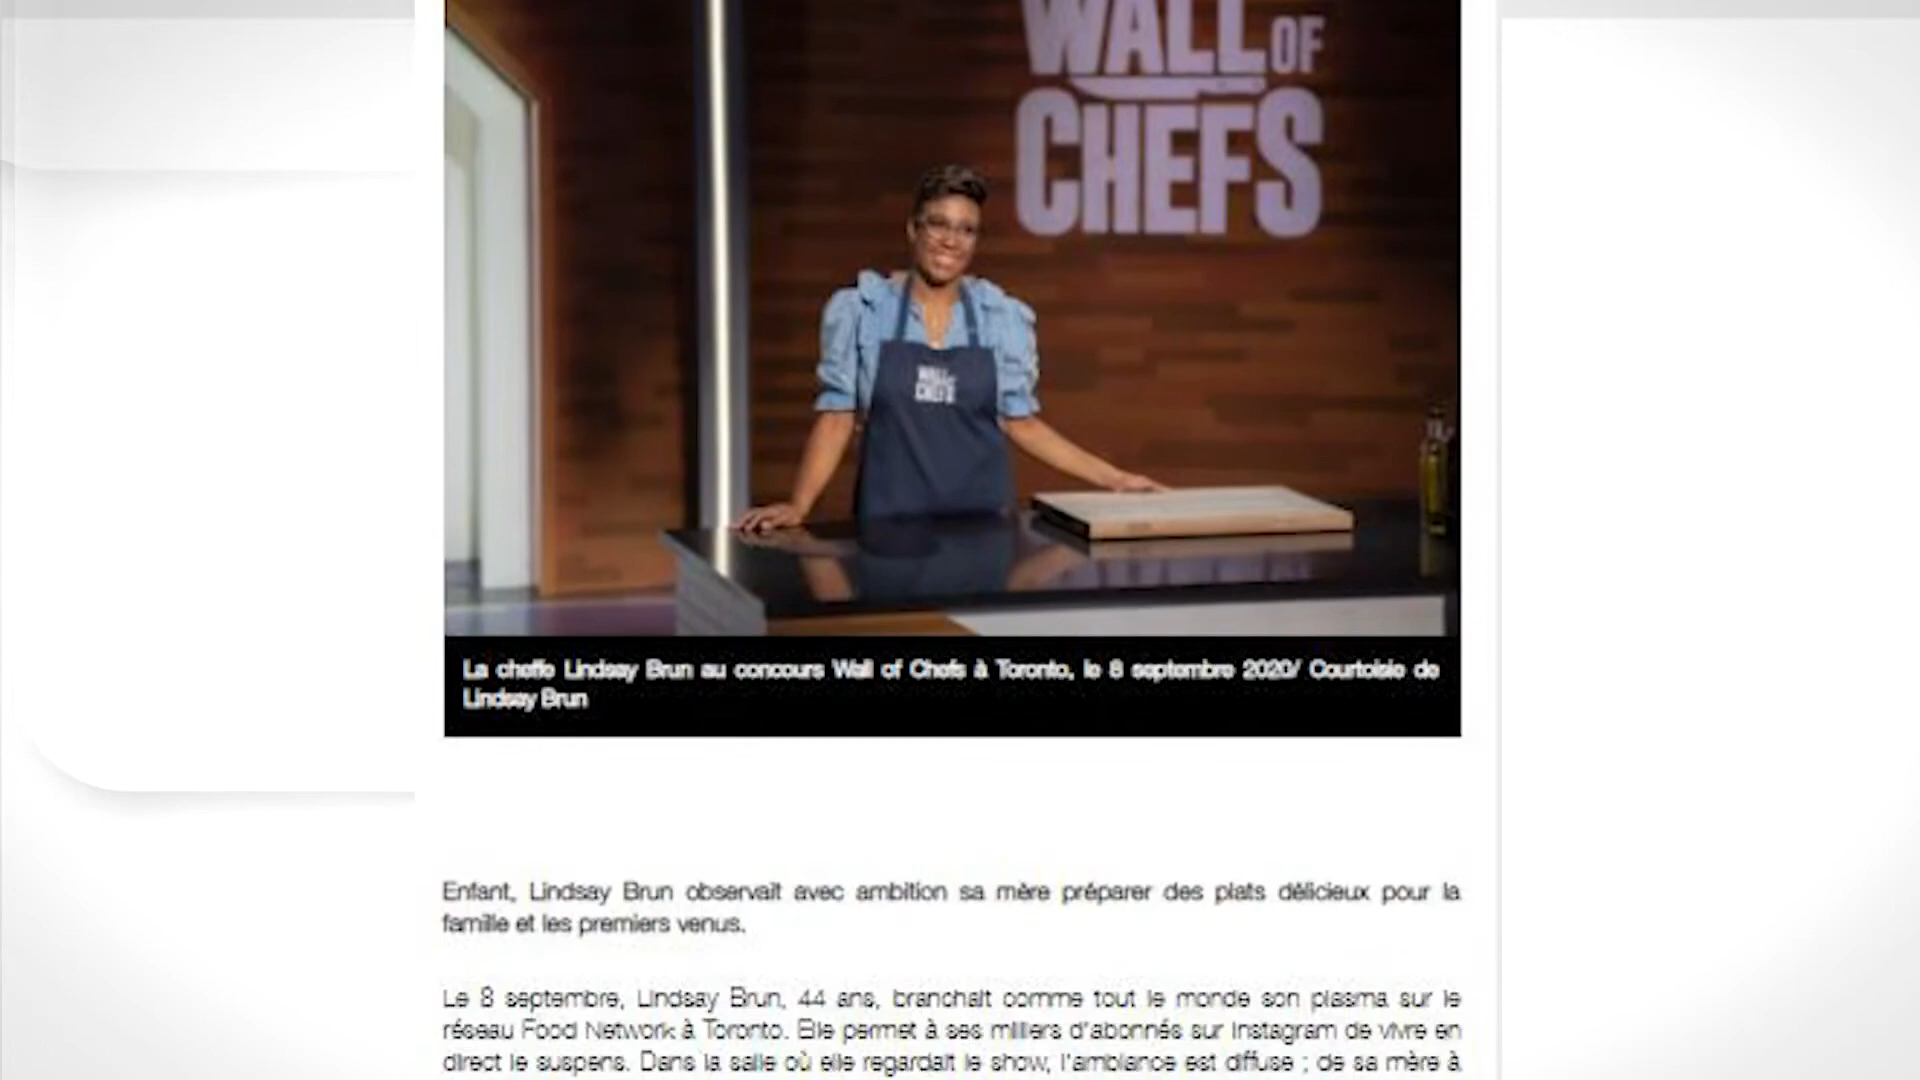 WALL OF
CHEFS
WALL OF
CHEFS
La cheffe Lindsay Brun au concours Wall of Chefs à Toronto, le 8 septembre 2020/ Courtoisie de
Lindsay Brun
Enfant, Lindsay Brun observait avec ambition sa mère préparer des plats délicieux pour la
famille et les premiers venus.
Le 8 septembre, Lindsay Brun, 44 ans, branchait comme tout le monde son plasma sur le
réseau Food Network à Toronto. Elle permet à ses milliers d'abonnés sur Instagram de vivre en
direct le suspens. Dans la salle où elle regardait le show, l'ambiance est diffuse ; de sa mère à